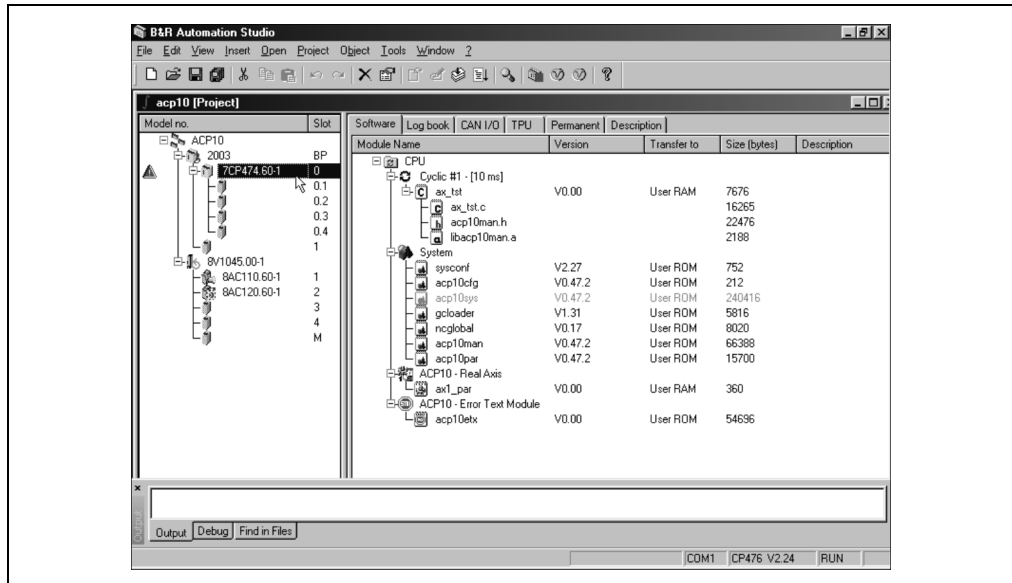 B&R Automation Studio
File Edit View Insert Open Project Object Tools Window ?
acp10 [Project]
Model no. Slot
ACP10
2003 BP
7CP474.60-1 0
0.1
0.2
0.3
0.4
1
8V1045.00-1
8AC110.60-1 1
8AC120.60-1 2
3
4
M
Software Log book CAN I/O TPU Permanent Description
Module Name Version Transfer to Size (bytes) Description
CPU
Cyclic #1 - [10 ms]
ax_tst V0.00 User RAM 7676
ax_tst.c 16265
acp10man.h 22476
libacp10man.a 2188
System
sysconf V2.27 User ROM 752
acp10cfg V0.47.2 User ROM 212
acp10sys V0.47.2 User ROM 240416
gcloader V1.31 User ROM 5816
ncglobal V0.17 User ROM 8020
acp10man V0.47.2 User ROM 66388
acp10par V0.47.2 User ROM 15700
ACP10 - Real Axis
ax1_par V0.00 User RAM 360
ACP10 - Error Text Module
acp10etx V0.00 User ROM 54696
Output
Output Debug Find in Files
COM1 CP476 V2.24 RUN